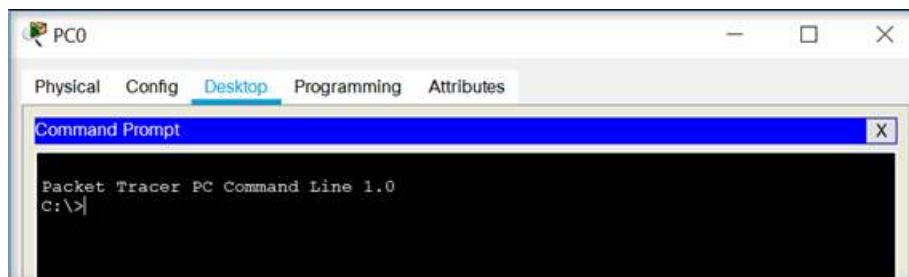 PC0
Physical Config Desktop Programming Attributes
Command Prompt
X
Packet Tracer PC Command Line 1.0
C:\>